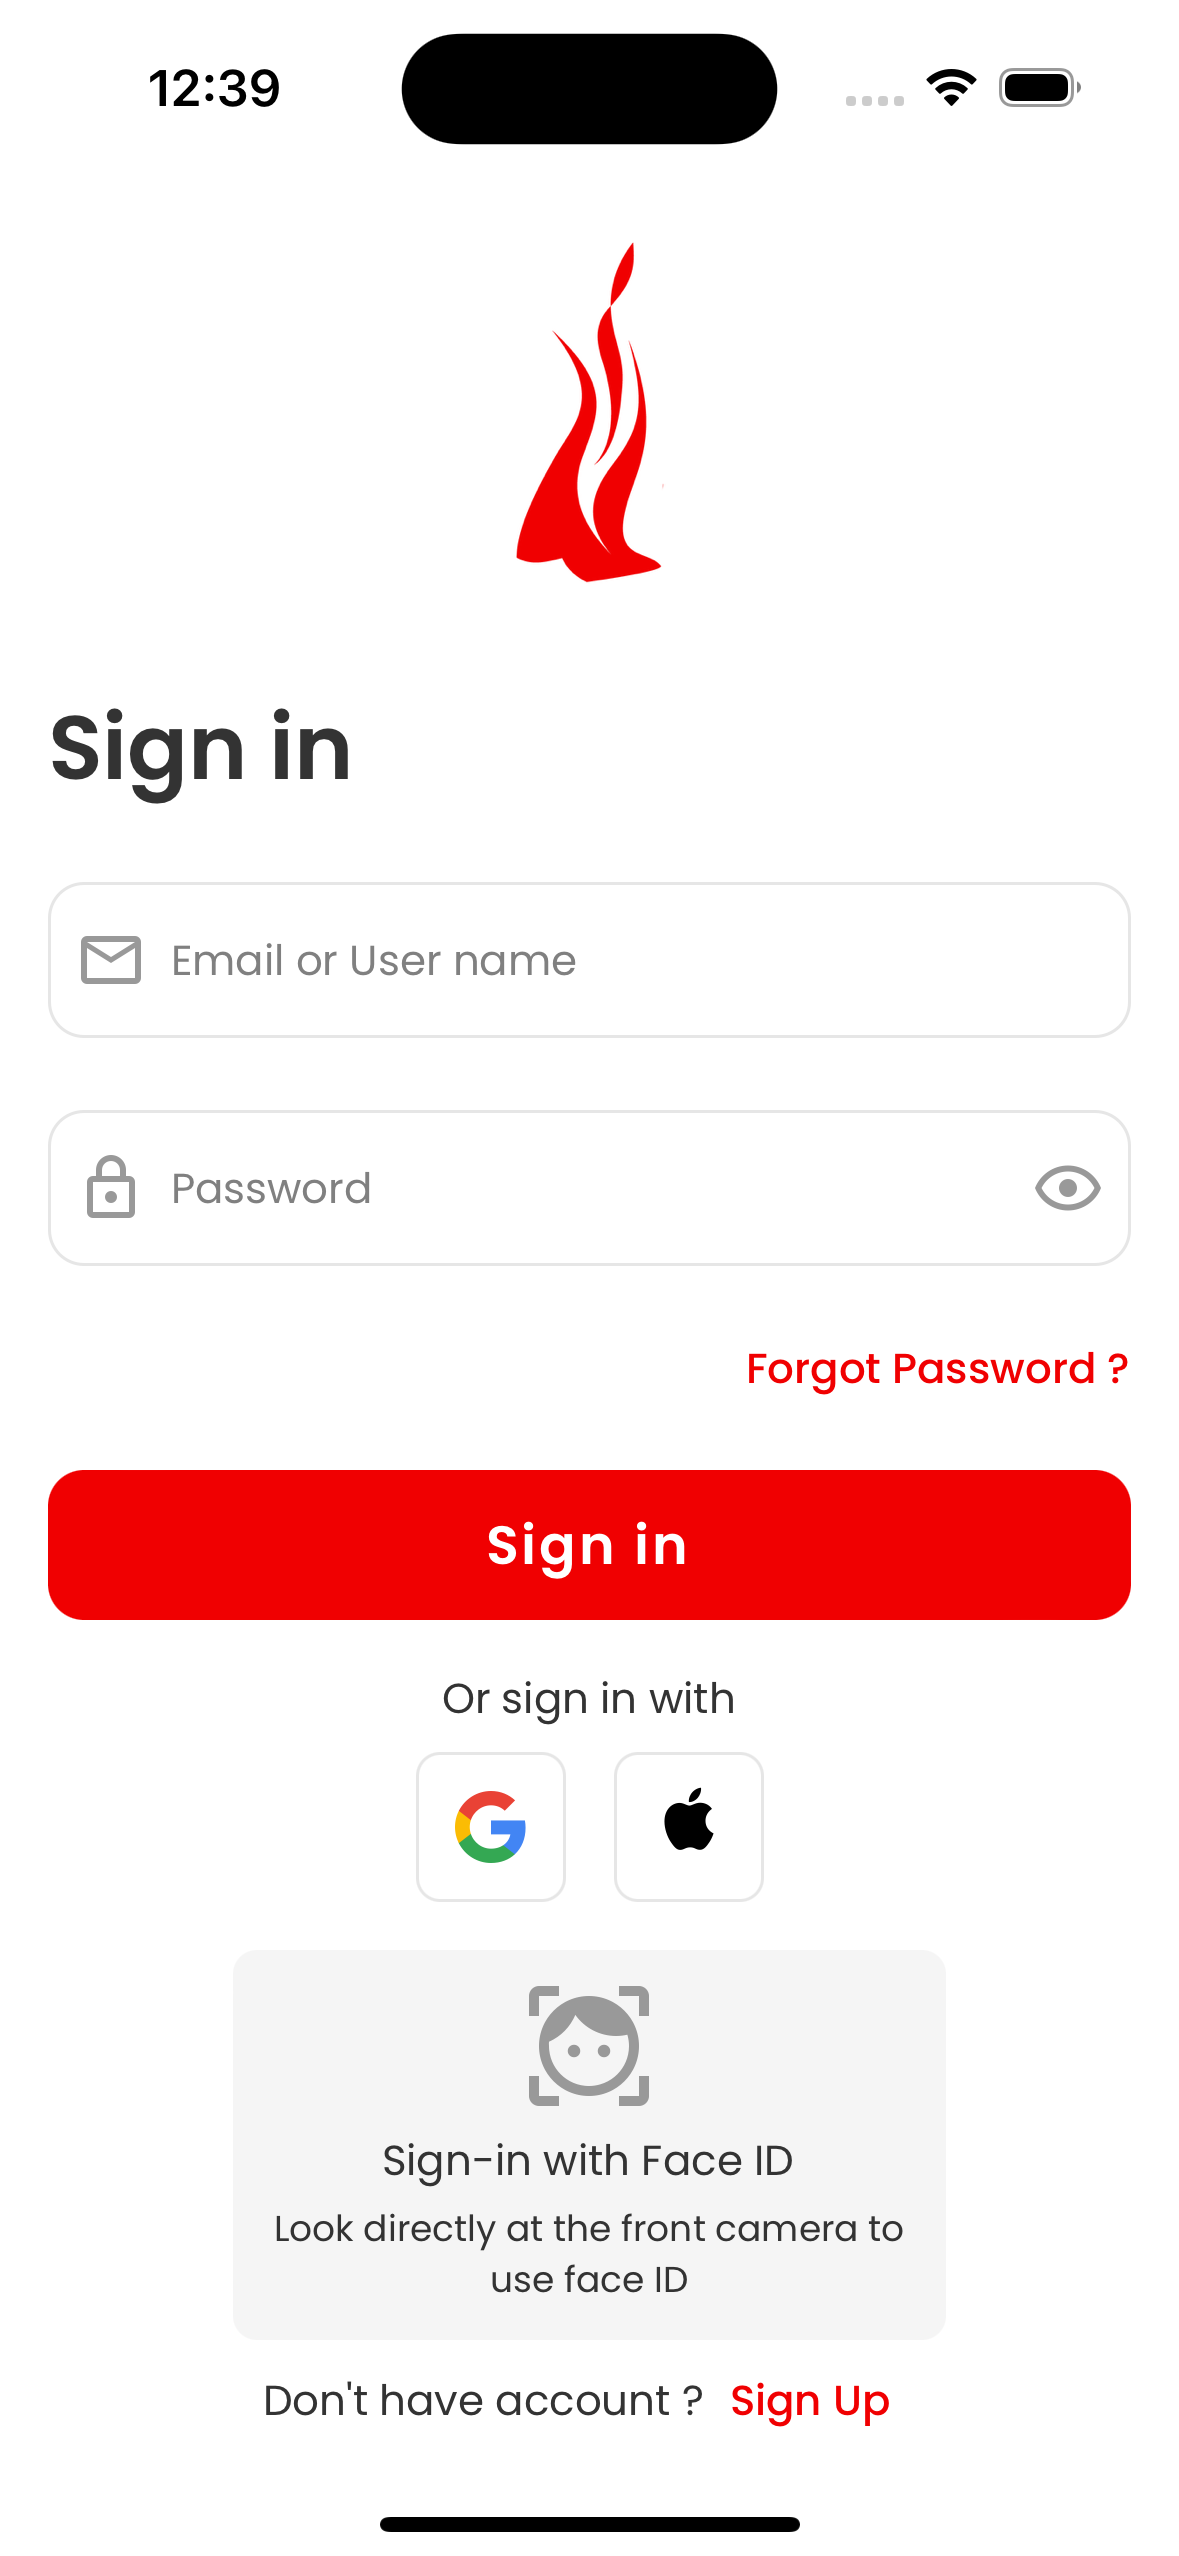 12:39
Sign in
Email or User name
Password
Forgot Password ?
Sign in
Or sign in with
Sign-in with Face ID
Look directly at the front camera to
use face ID
Don't have account ? Sign Up